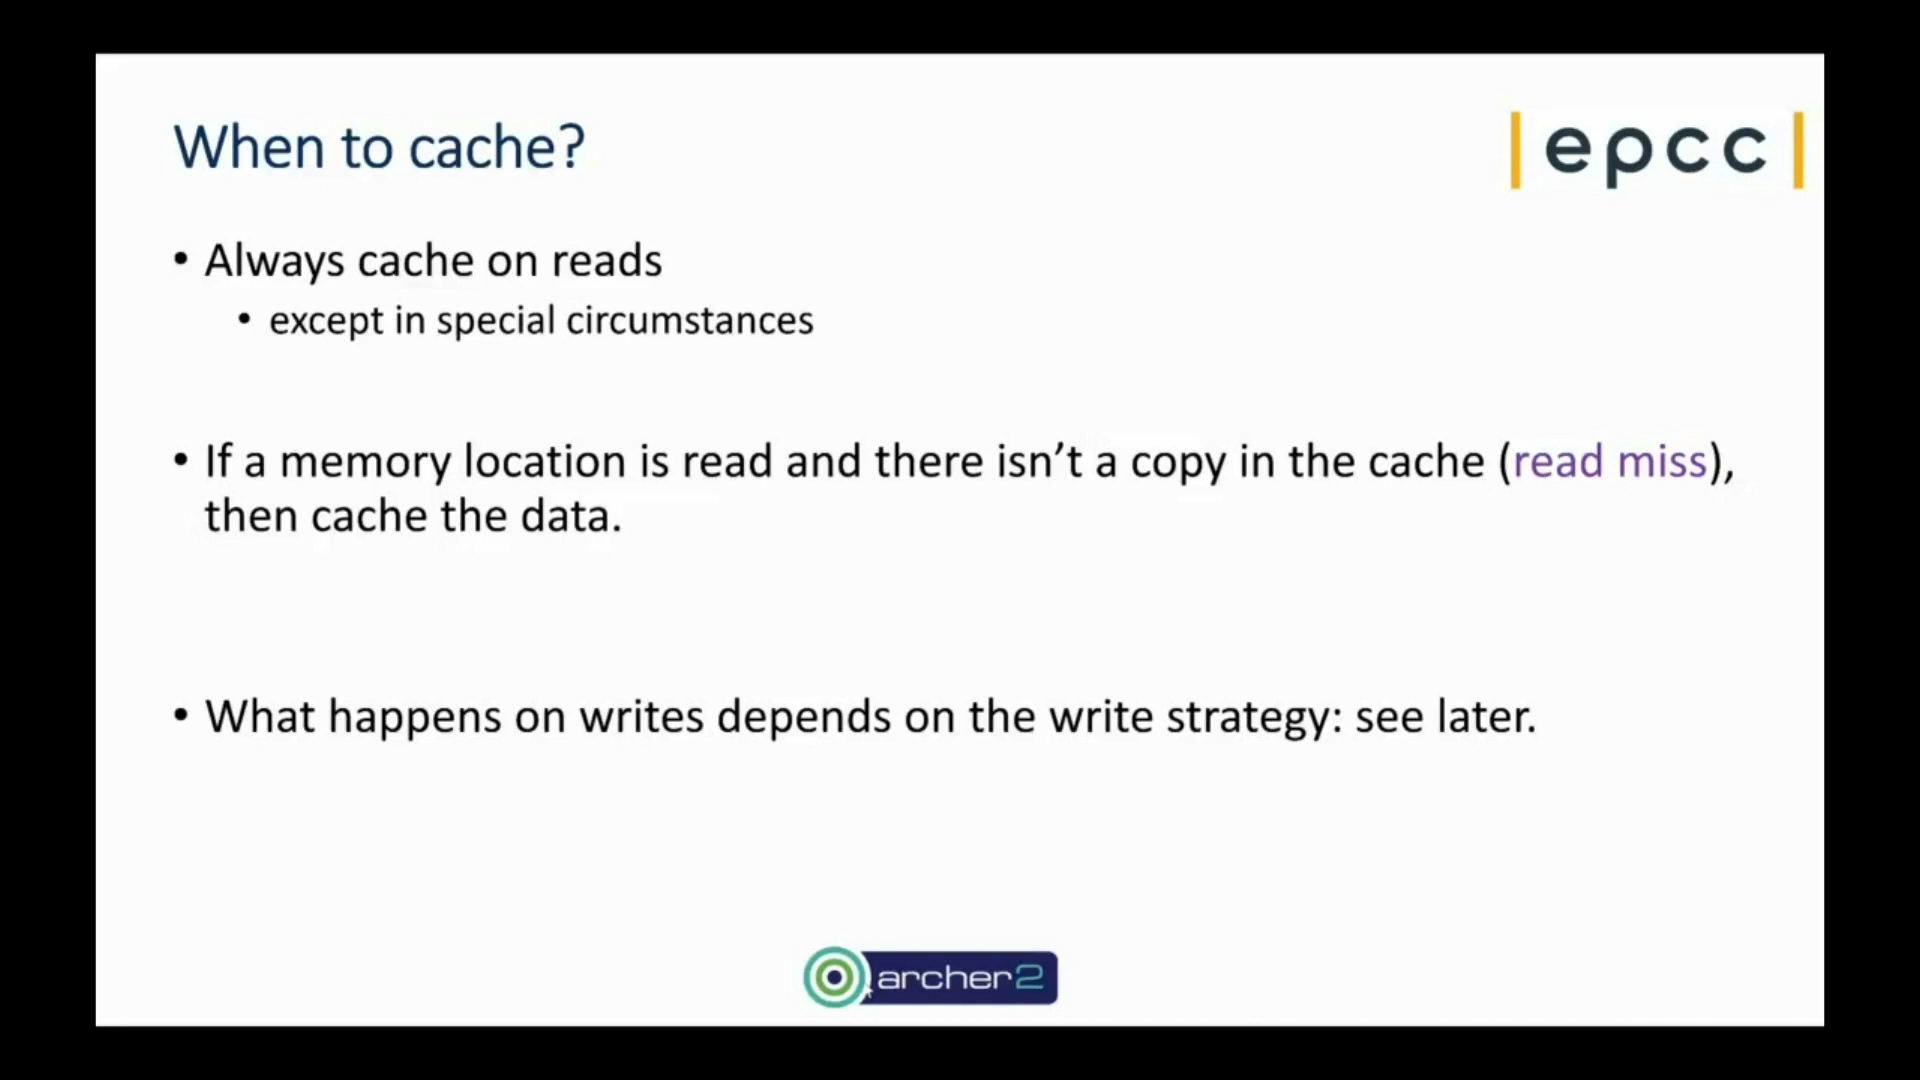 When to cache?
|epcc|
• Always cache on reads
• except in special circumstances
• If a memory location is read and there isn't a copy in the cache (read miss),
then cache the data.
• What happens on writes depends on the write strategy: see later.
archer2